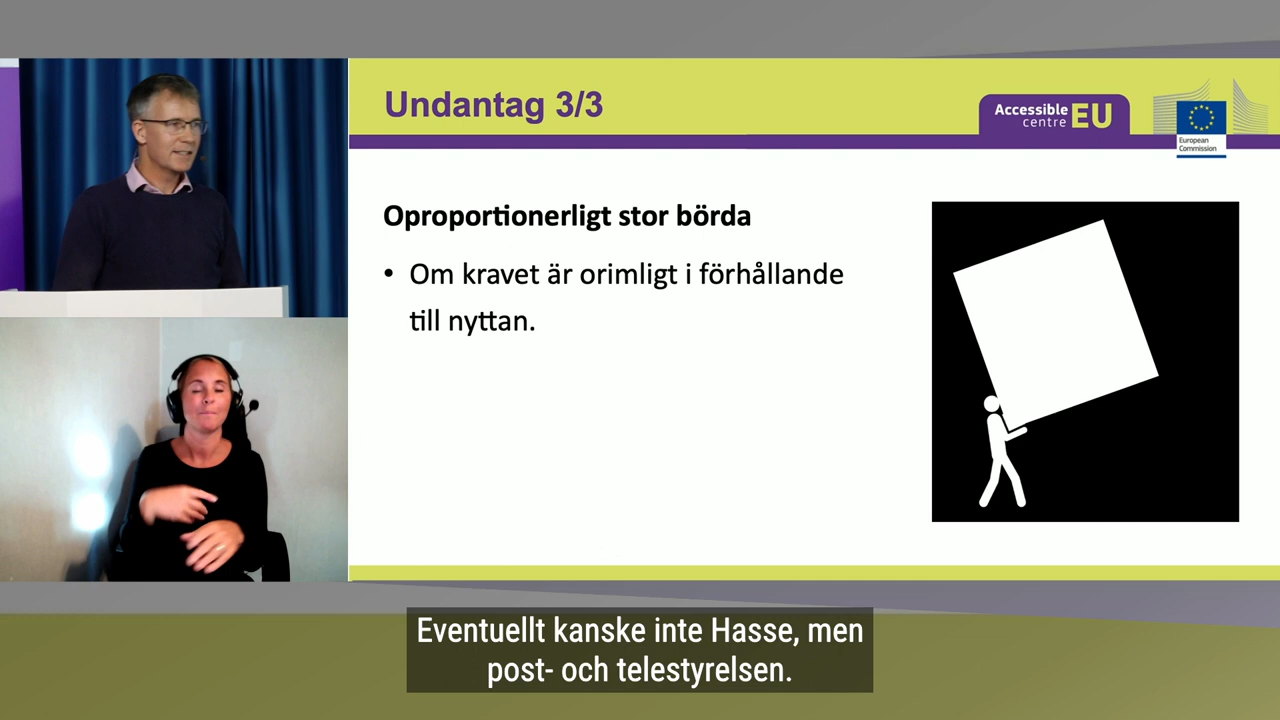 Undantag 3/3
Accessible
centre EU
European
Commission
Oproportionerligt stor börda
• Om kravet är orimligt i förhållande
till nyttan.
Eventuellt kanske inte Hasse, men
post- och telestyrelsen.